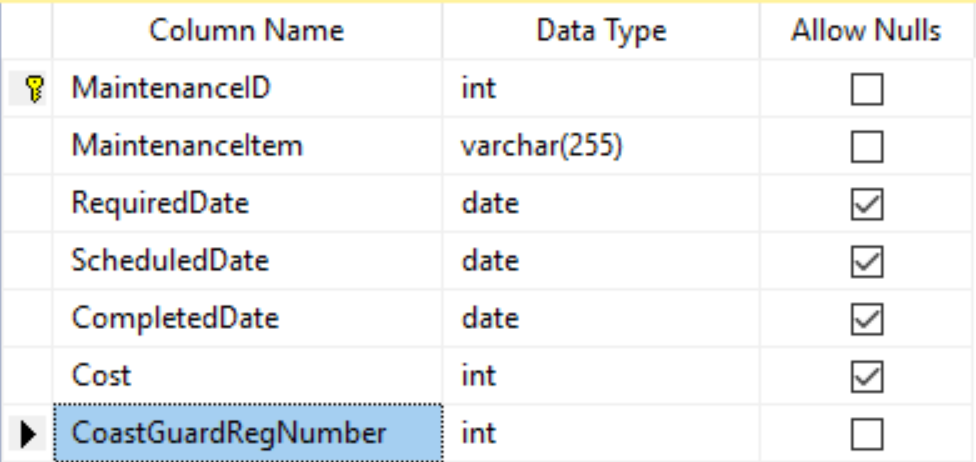 Column Name Data Type Allow Nulls
MaintenanceID int
MaintenanceItem varchar(255)
RequiredDate date
ScheduledDate date
CompletedDate date
Cost int
CoastGuardRegNumber int